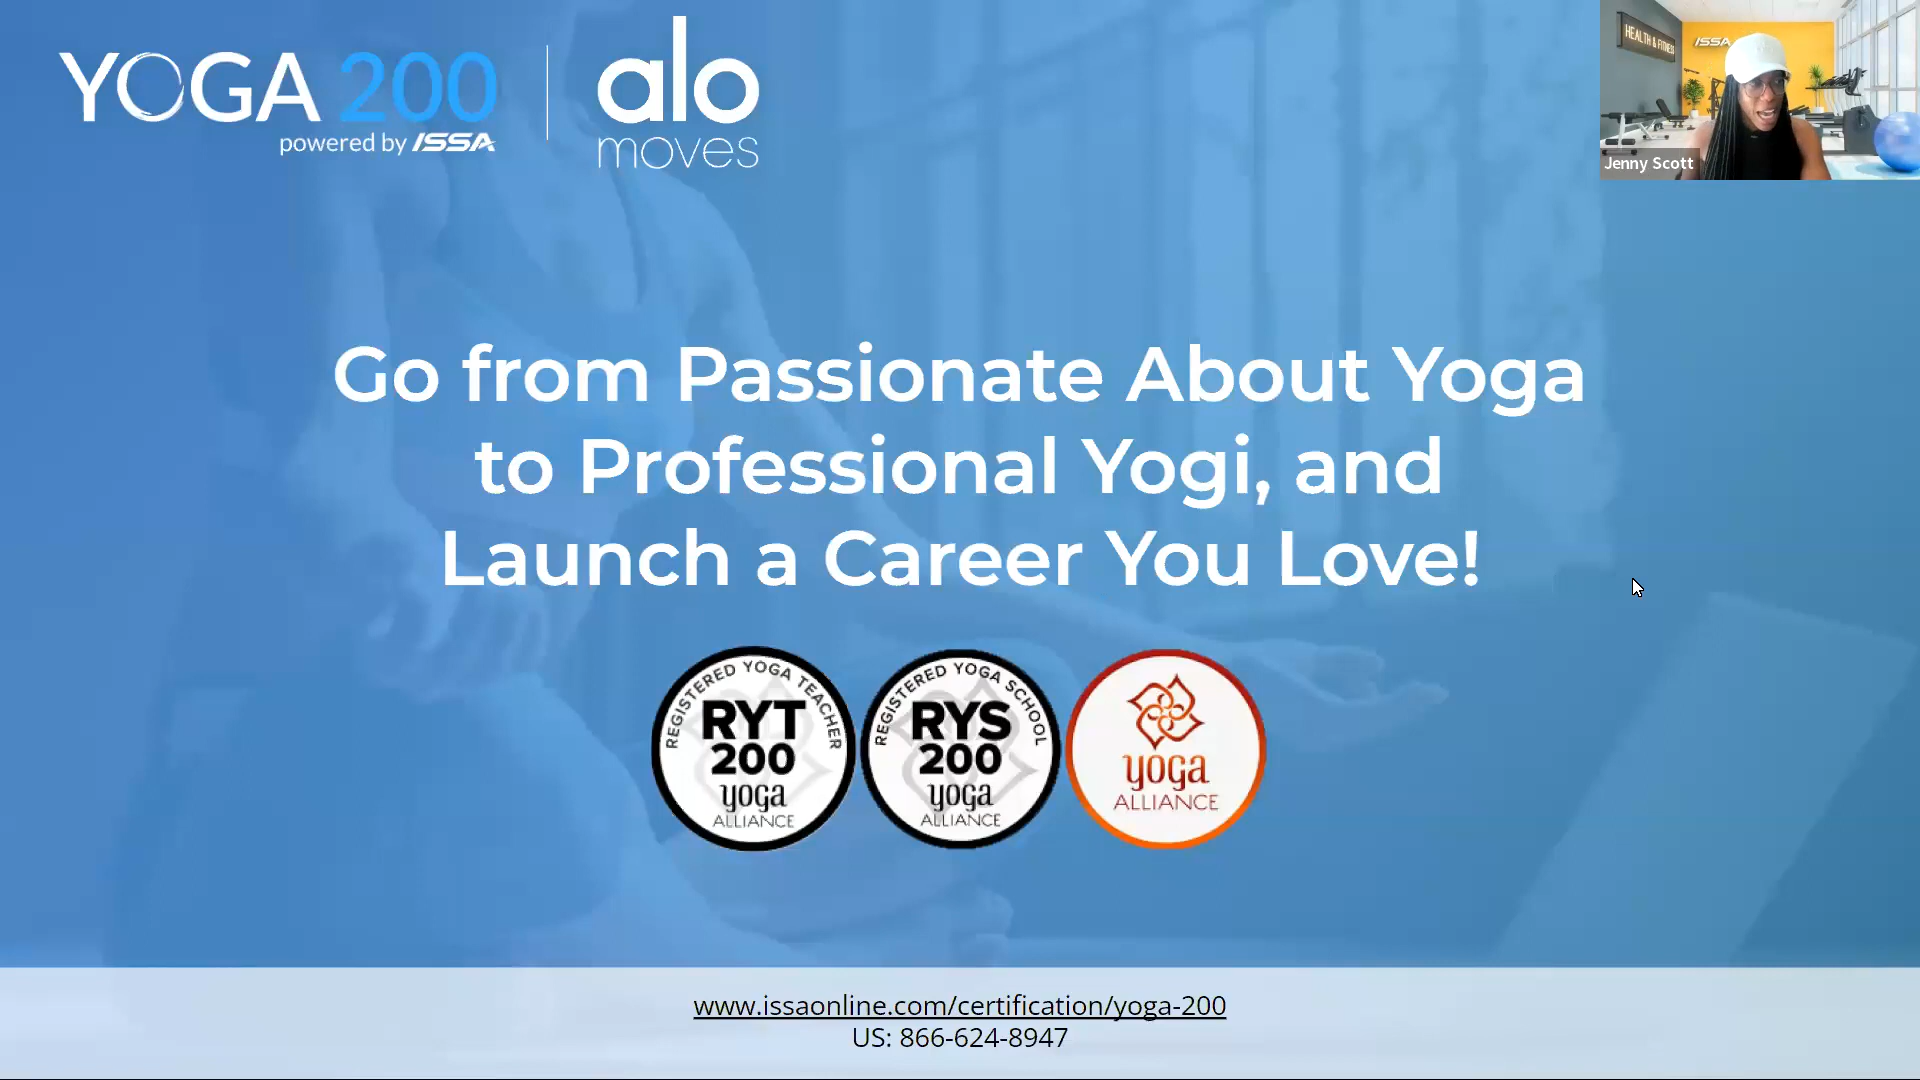 YOGA 200
powered by ISSA
alo
moves
HEALTH & FITNESS
ISSA
Jenny Scott
Go from Passionate About Yoga
to Professional Yogi, and
Launch a Career You Love!
REGISTERED YOGA TEACHER
RYT
200
yoga
ALLIANCE
REGISTERED YOGA SCHOOL
RYS
200
yoga
ALLIANCE
yoga
ALLIANCE
www.issaonline.com/certification/yoga-200
US: 866-624-8947